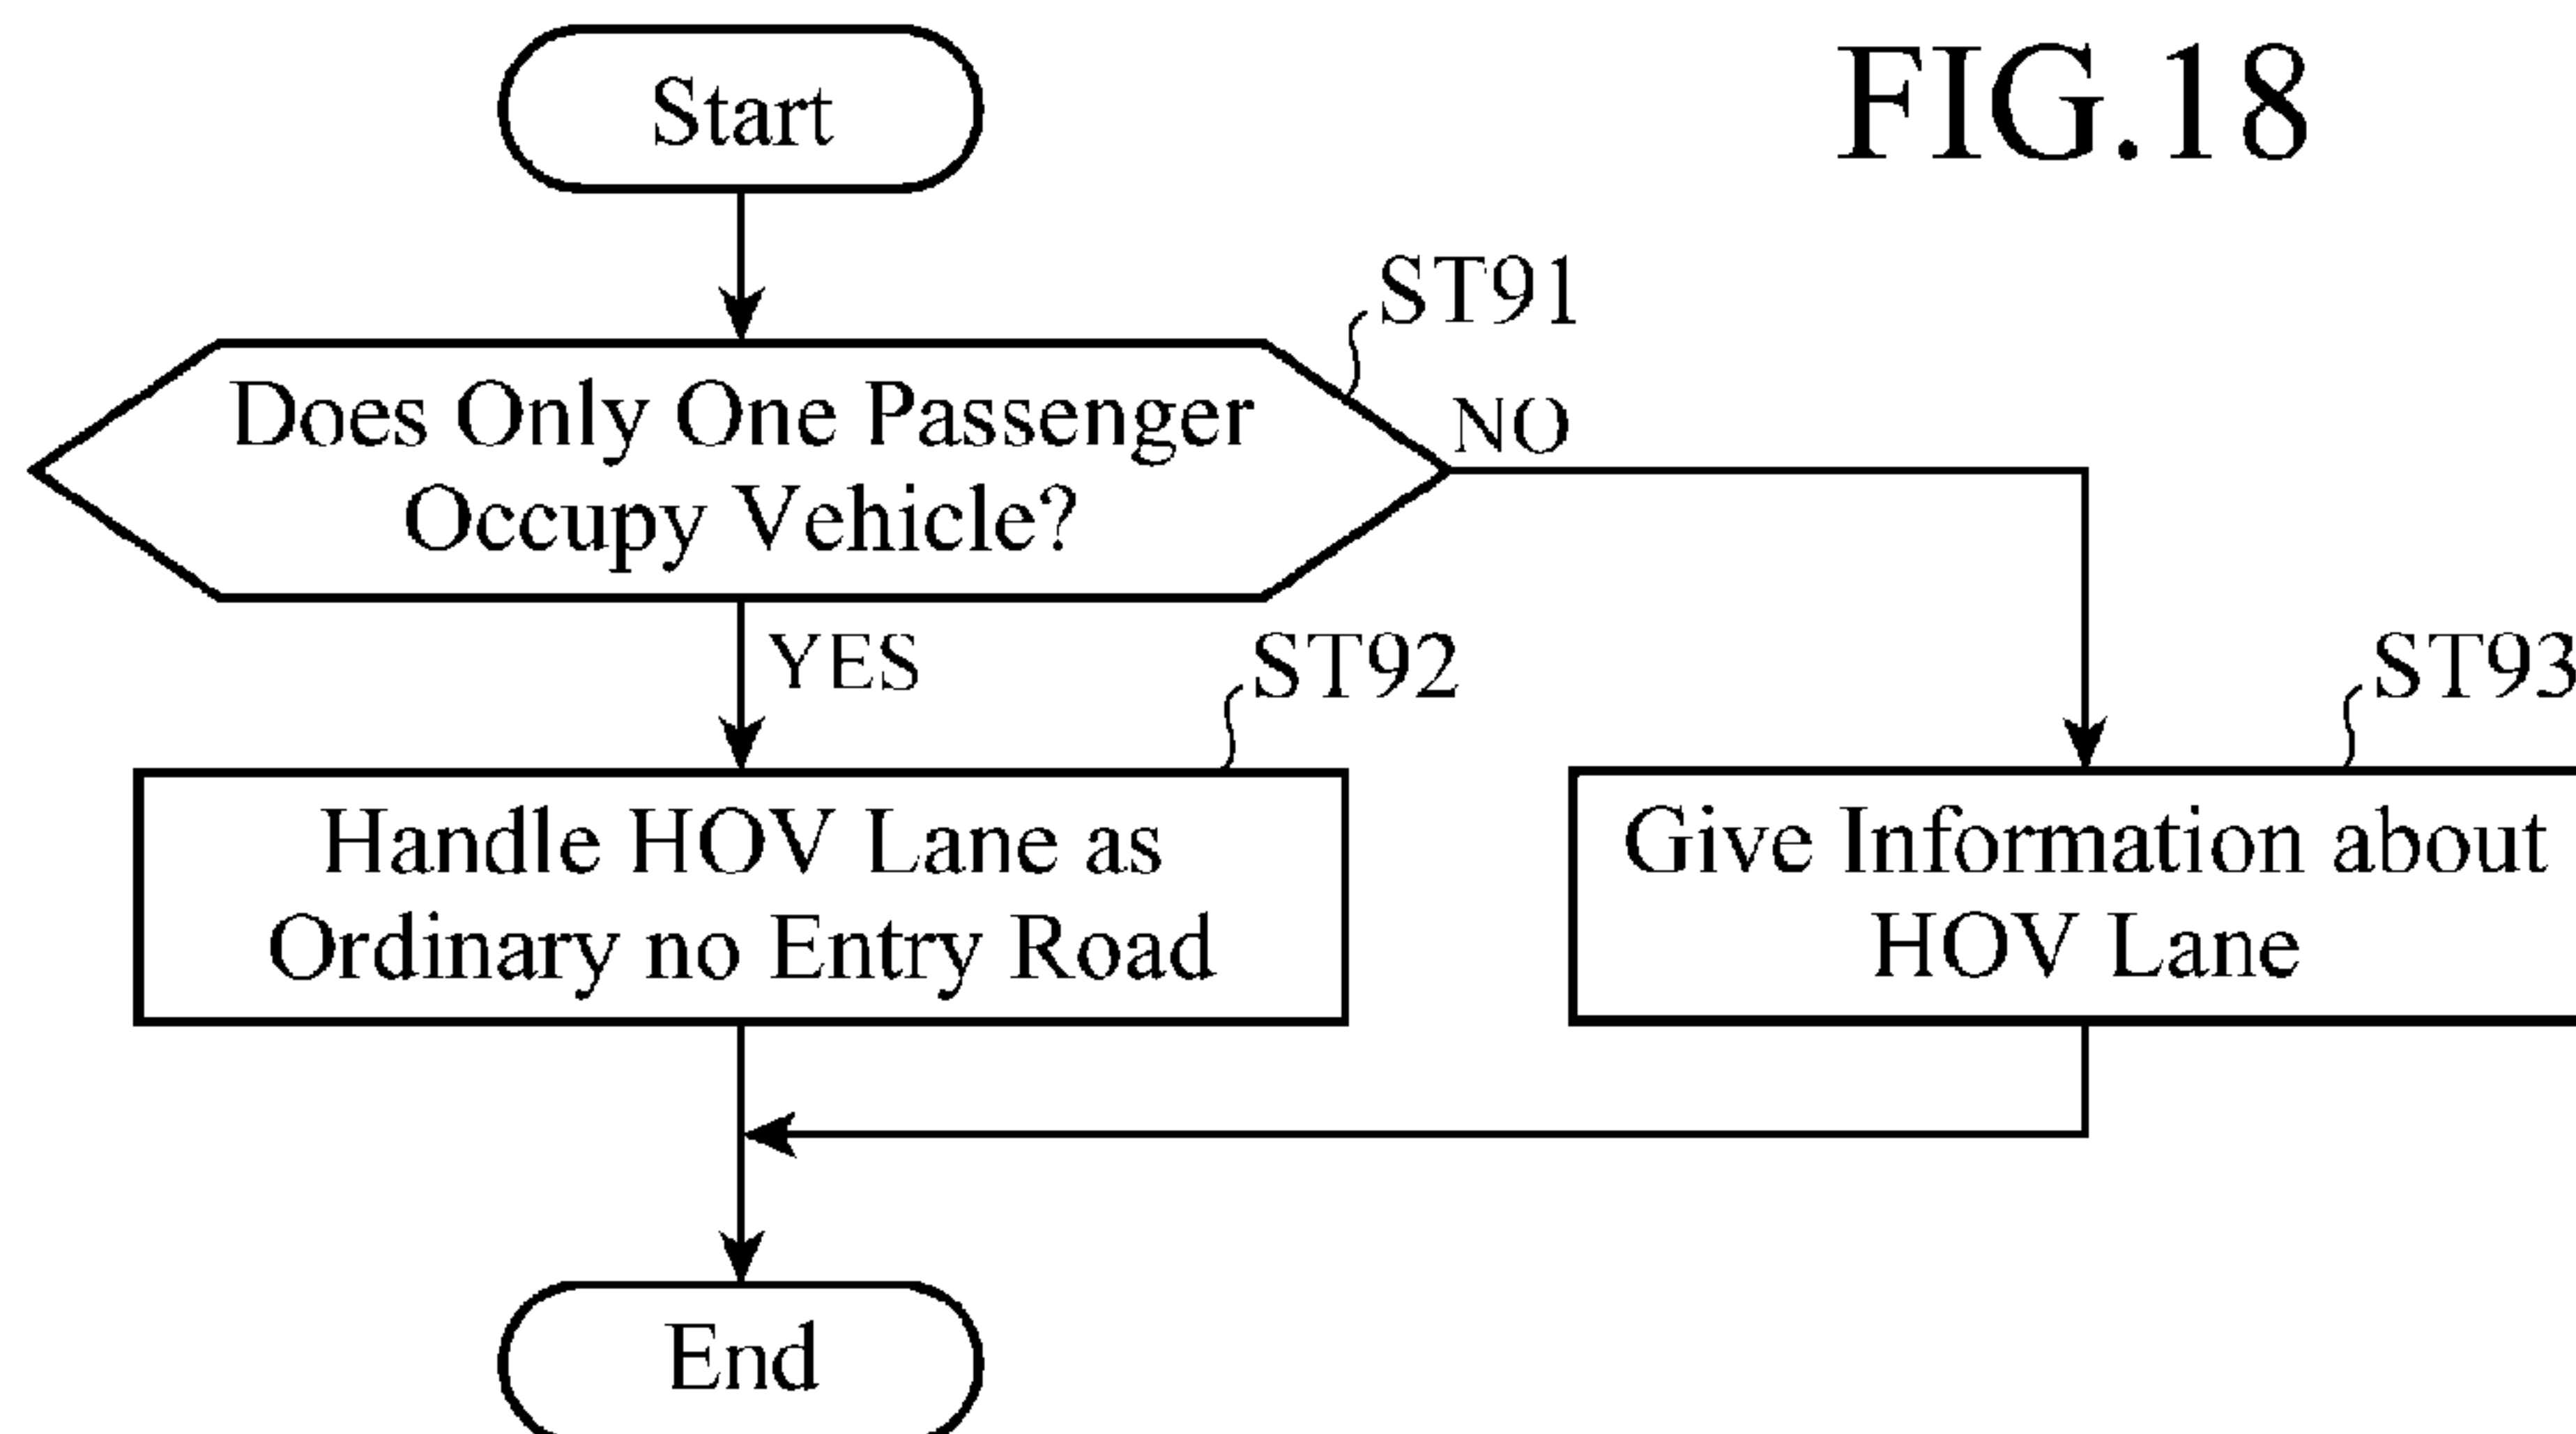 FIG.18
Start
ST91
Does Only One Passenger
Occupy Vehicle?
NO
YES
ST92
Handle HOV Lane as
Ordinary no Entry Road
ST93
Give Information about
HOV Lane
End